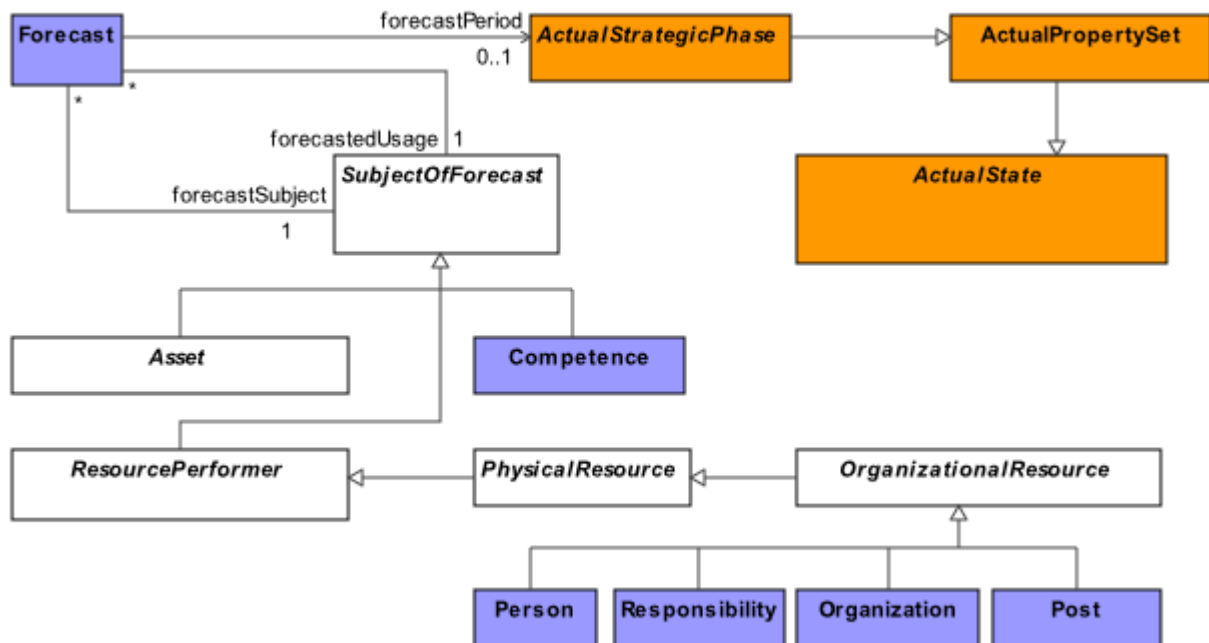 Forecast
forecastPeriod
0..1
ActualStrategicPhase
ActualPropertySet
*
*
forecastedUsage
1
SubjectOfForecast
ActualState
forecastSubject
1
Asset
Competence
ResourcePerformer
PhysicalResource
OrganizationalResource
Person
Responsibility
Organization
Post